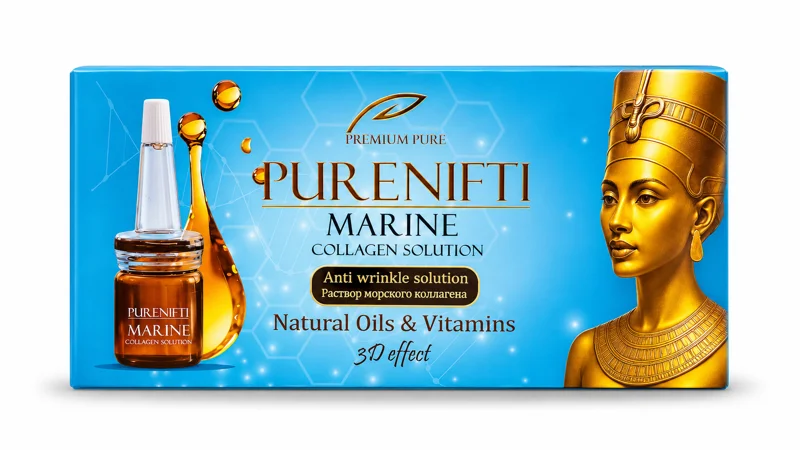 PREMIUM PURE
PURENIFTI
MARINE
COLLAGEN SOLUTION
Anti wrinkle solution
Раствор морского коллагена
Natural Oils & Vitamins
3D effect
PURENIFTI
MARINE
COLLAGEN SOLUTION